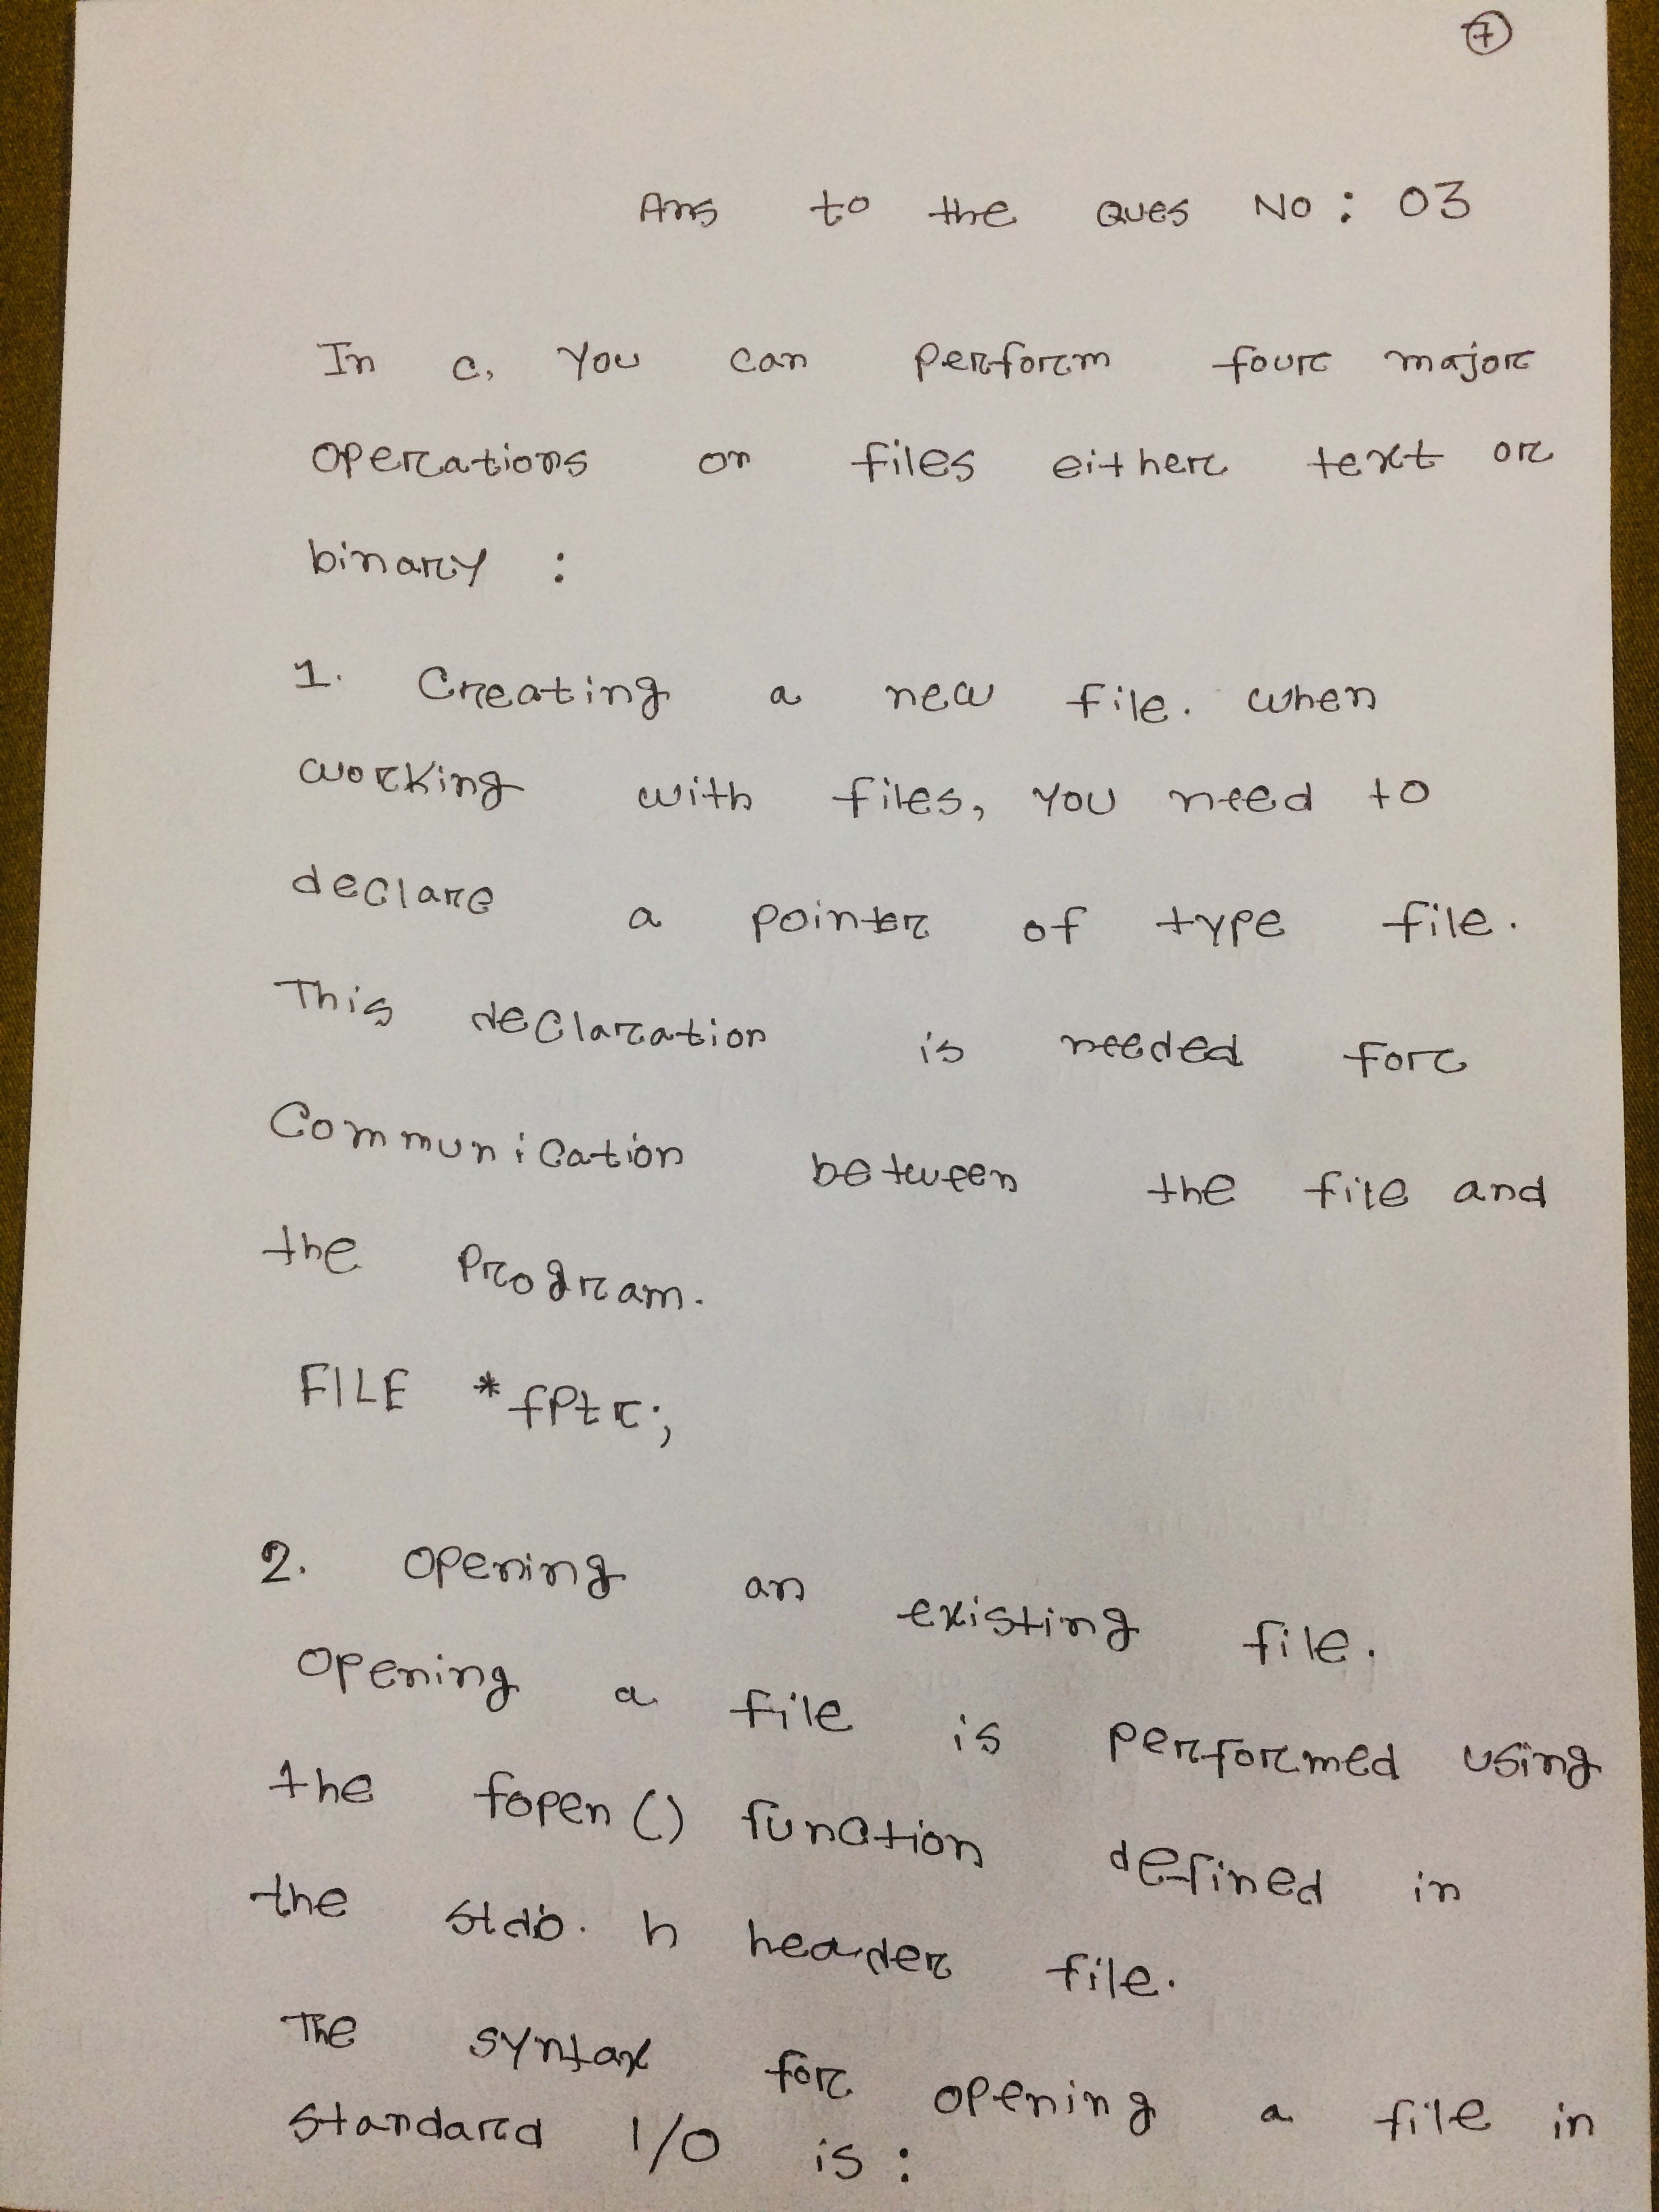 7
Ans to the Ques No : 03
In c, You can perform four major
operations on files either text or
binary :
1. Creating a new file. when
working with files, you need to
declare a pointer of type file.
This declaration is needed for
Communication between the file and
the program.
FILE *fptr;
2. opening an existing file.
opening a file is performed using
the fopen() function defined in
the stdio. h header file.
The syntax for opening a file in
standard I/O is :